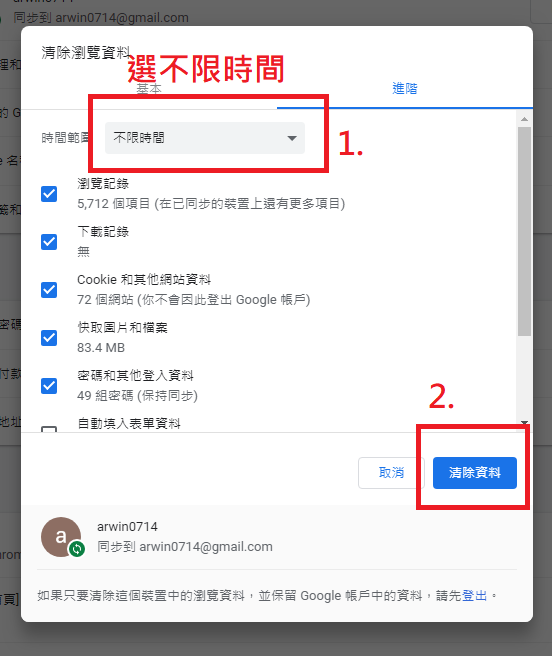 同步到 arwin0714@gmail.com
清除瀏覽資料
選不限時間
基本
進階
時間範圍
不限時間
1.
瀏覽記錄
5,712 個項目 (在已同步的裝置上還有更多項目)
下載記錄
無
Cookie 和其他網站資料
72 個網站 (你不會因此登出 Google 帳戶)
快取圖片和檔案
83.4 MB
密碼和其他登入資料
49 組密碼 (保持同步)
自動填入表單資料
2.
取消
清除資料
a
arwin0714
同步到 arwin0714@gmail.com
如果只要清除這個裝置中的瀏覽資料，並保留 Google 帳戶中的資料，請先登出。